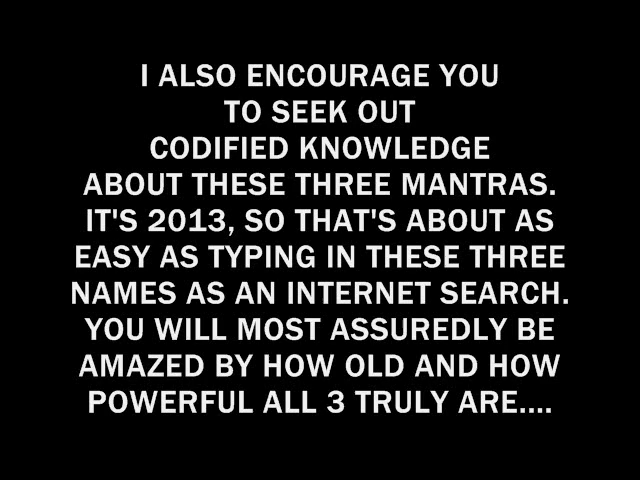 I ALSO ENCOURAGE YOU
TO SEEK OUT
CODIFIED KNOWLEDGE
ABOUT THESE THREE MANTRAS.
IT'S 2013, SO THAT'S ABOUT AS
EASY AS TYPING IN THESE THREE
NAMES AS AN INTERNET SEARCH.
YOU WILL MOST ASSUREDLY BE
AMAZED BY HOW OLD AND HOW
POWERFUL ALL 3 TRULY ARE....